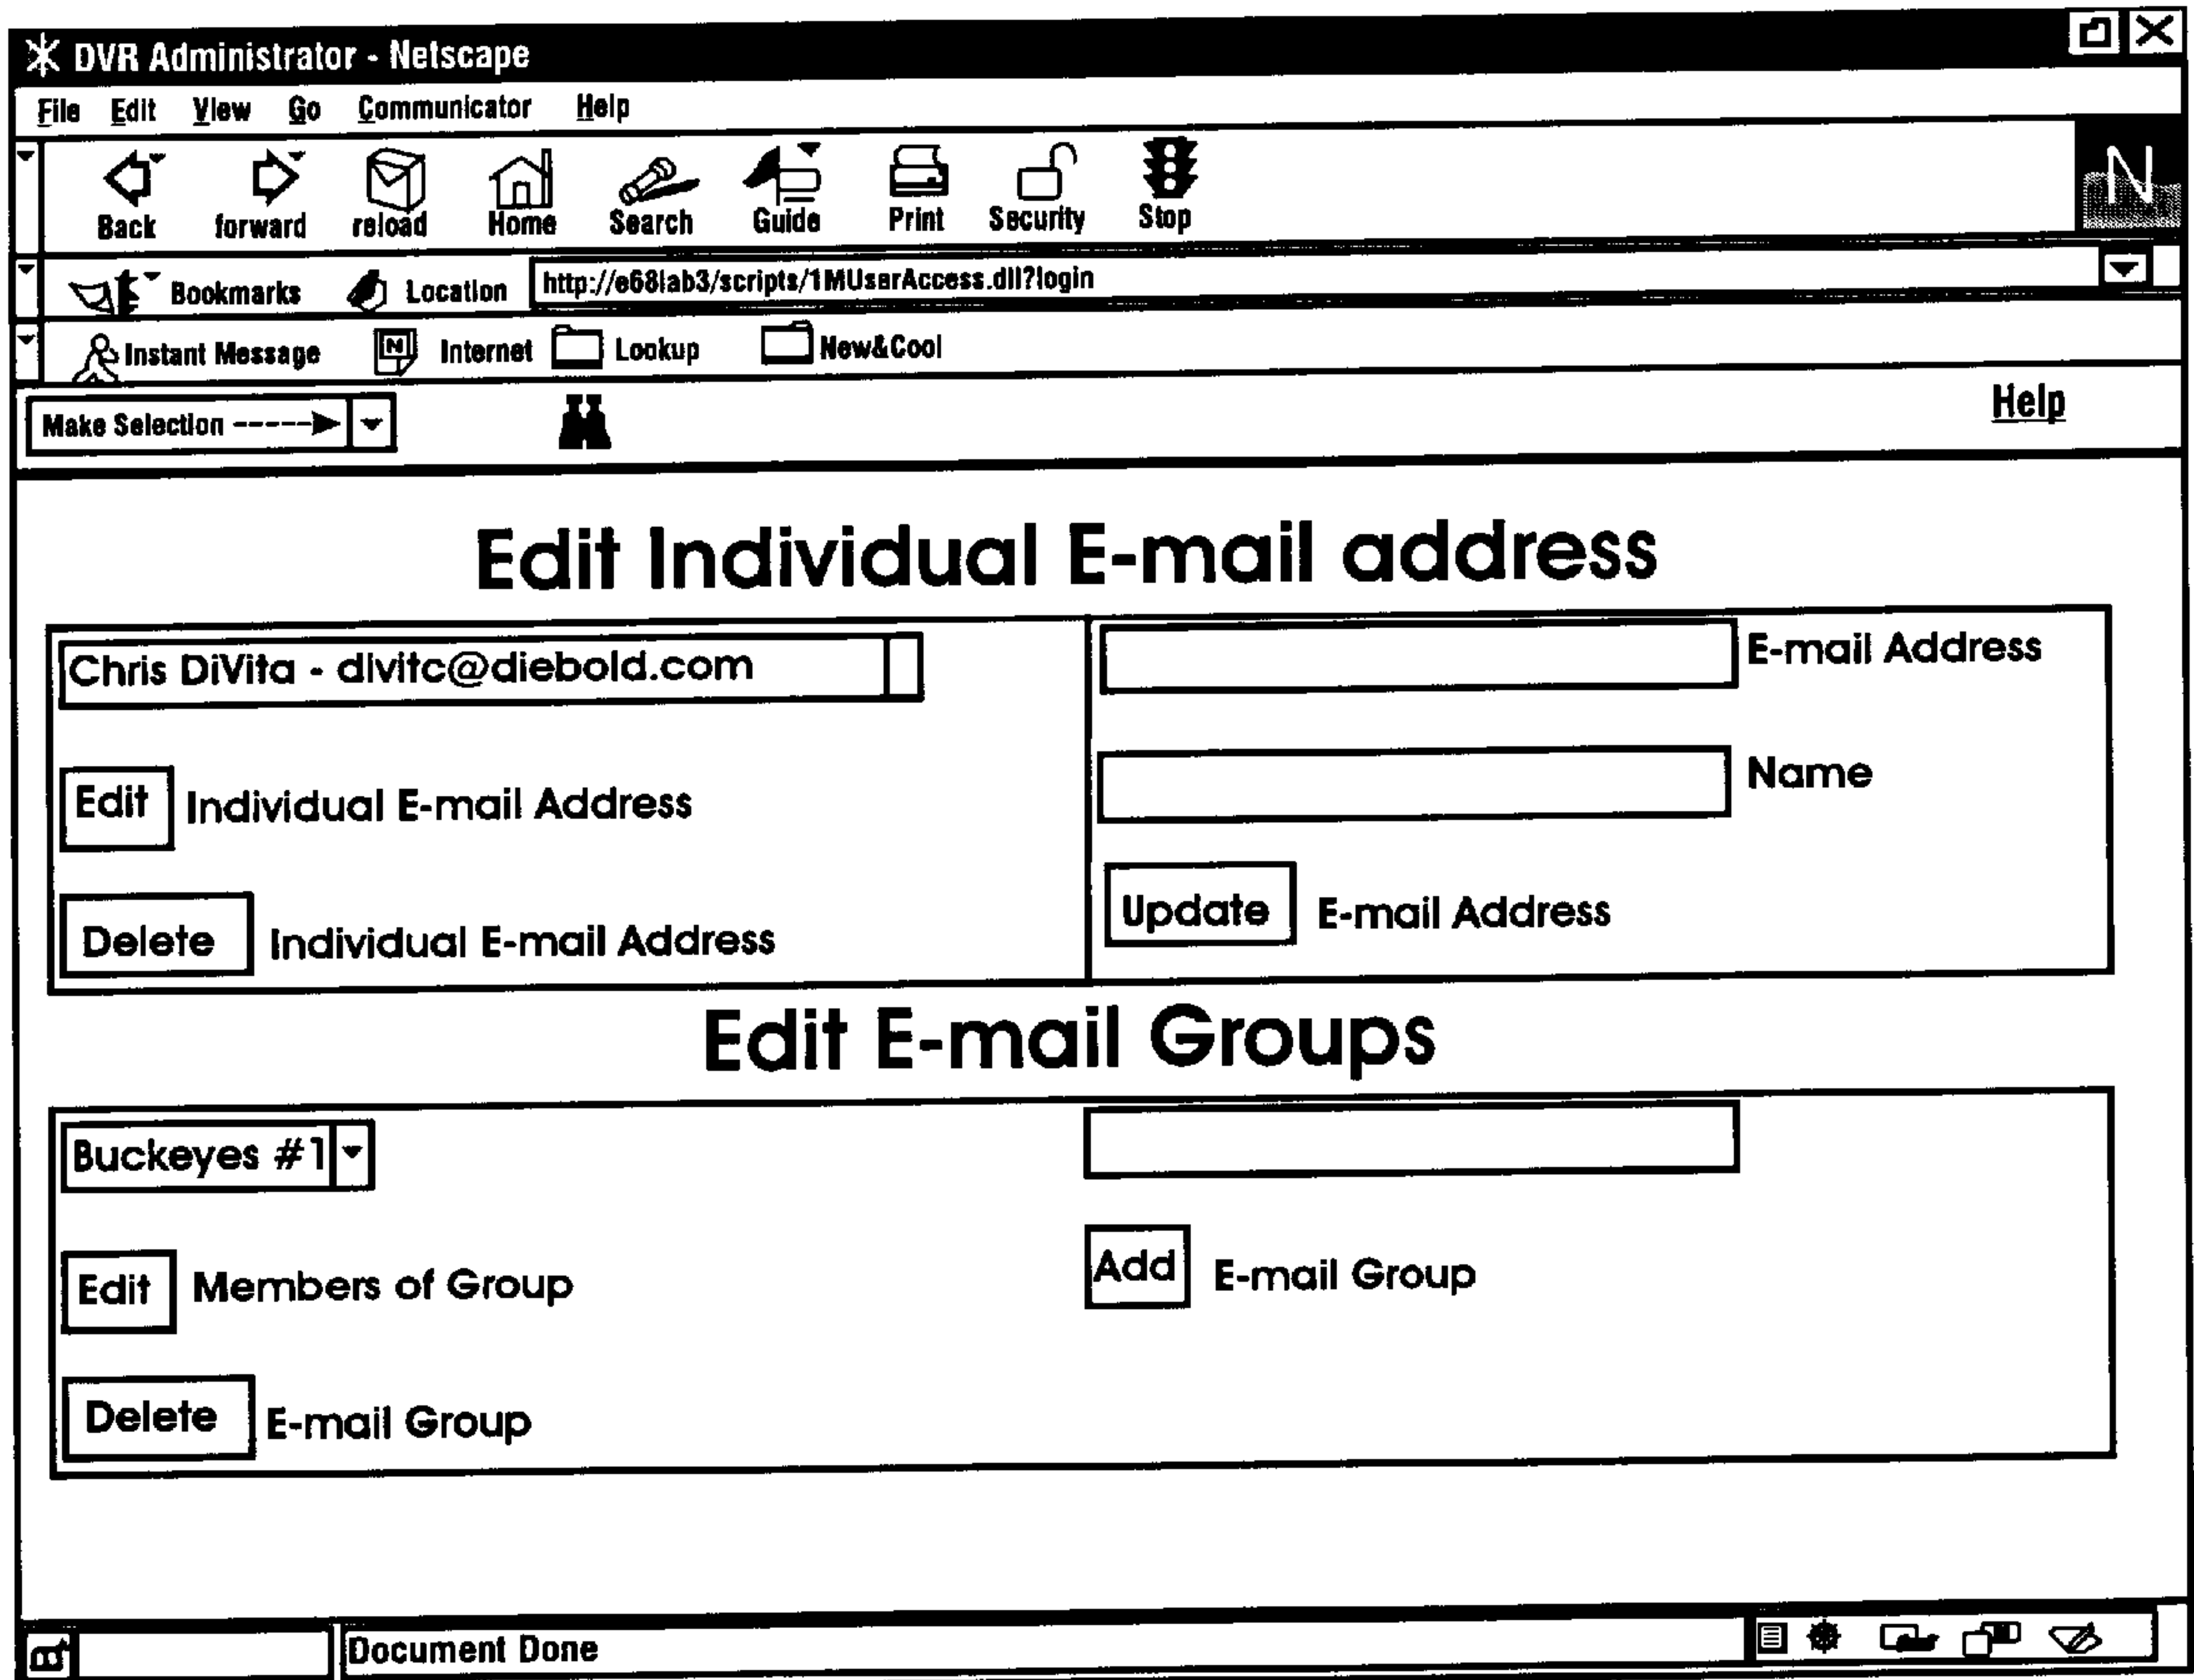 DVR Administrator - Netscape
File Edit View Go Communicator Help
Back forward reload Home Search Guide Print Security Stop
N
Bookmarks Location http://e68lab3/scripts/1MUserAccess.dll?login
Instant Message N Internet Lookup New&Cool
Make Selection -----> Help
Edit Individual E-mail address
Chris DiVita - divitc@diebold.com E-mail Address
Name
Edit Individual E-mail Address
Update E-mail Address
Delete Individual E-mail Address
Edit E-mail Groups
Buckeyes #1
Edit Members of Group Add E-mail Group
Delete E-mail Group
Document Done